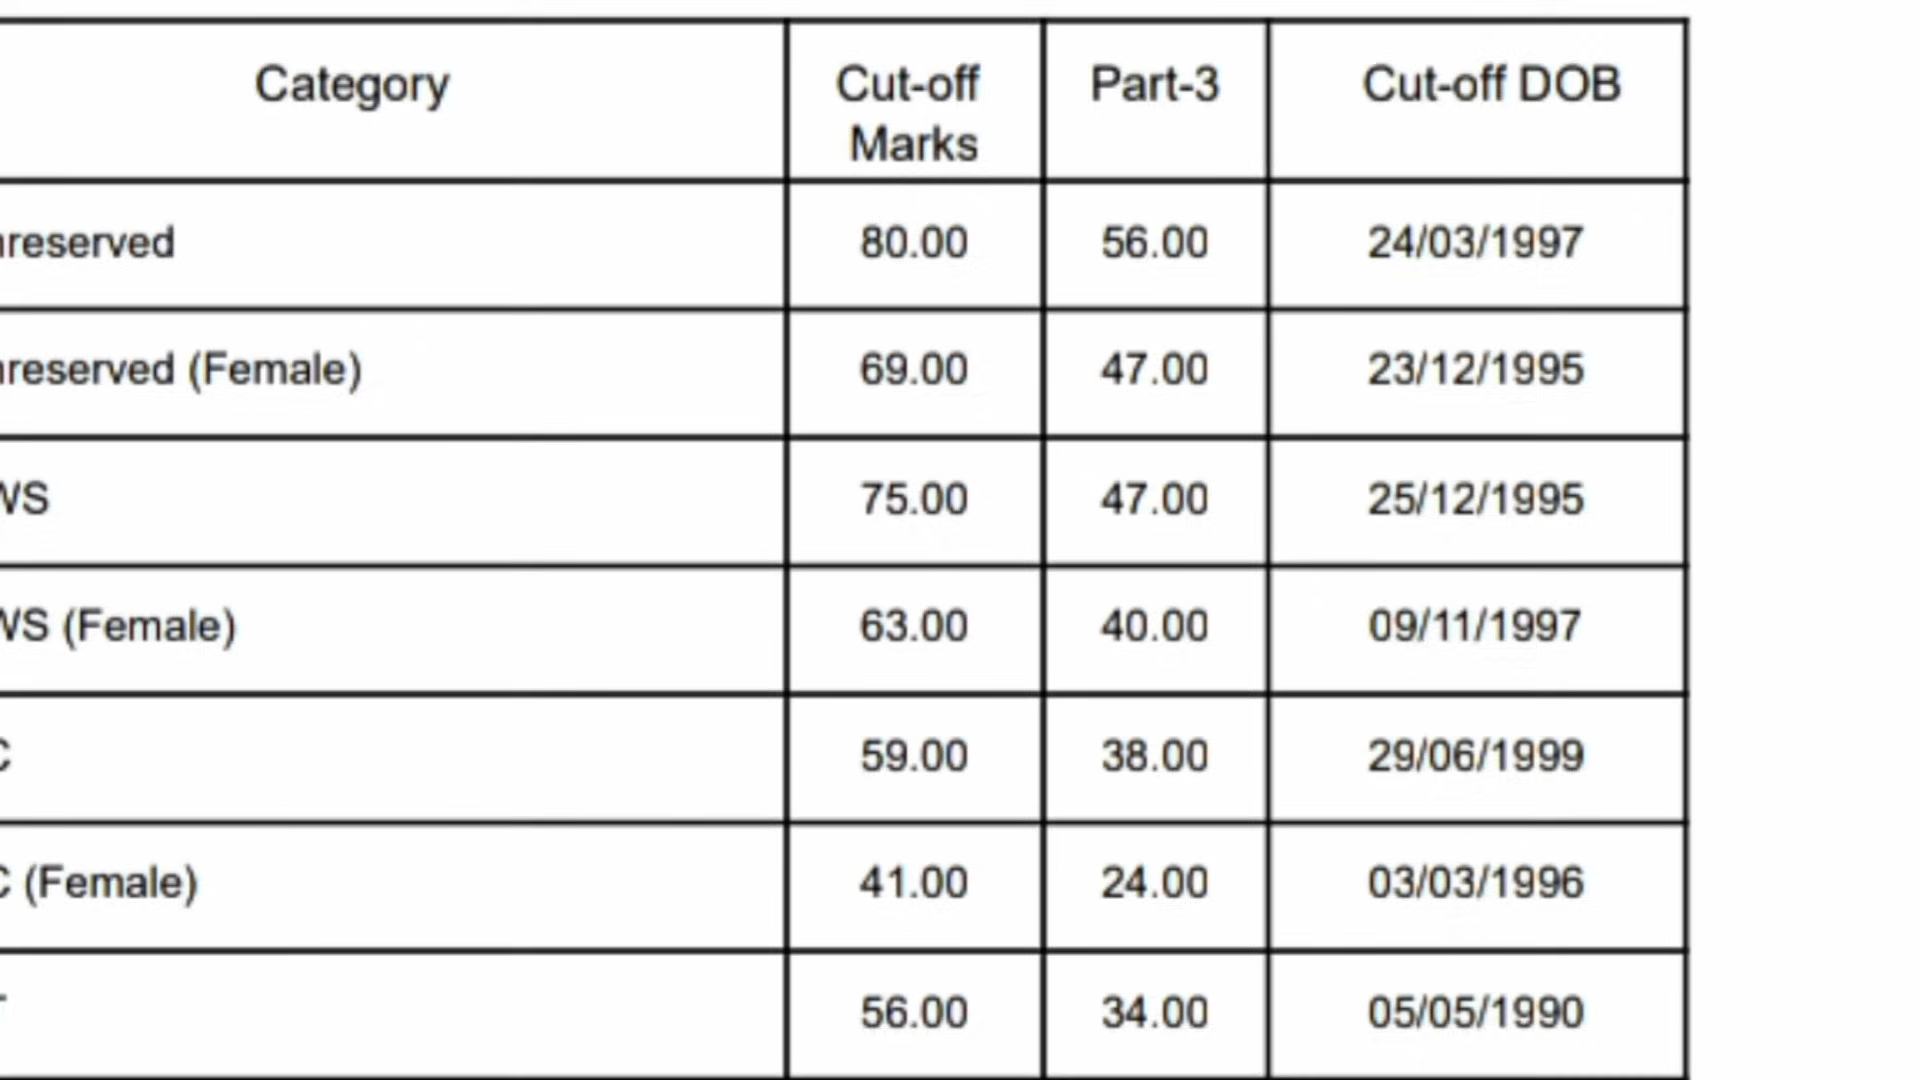 Category Cut-off Part-3 Cut-off DOB
Marks
nreserved 80.00 56.00 24/03/1997
nreserved (Female) 69.00 47.00 23/12/1995
WS 75.00 47.00 25/12/1995
WS (Female) 63.00 40.00 09/11/1997
C 59.00 38.00 29/06/1999
C (Female) 41.00 24.00 03/03/1996
56.00 34.00 05/05/1990